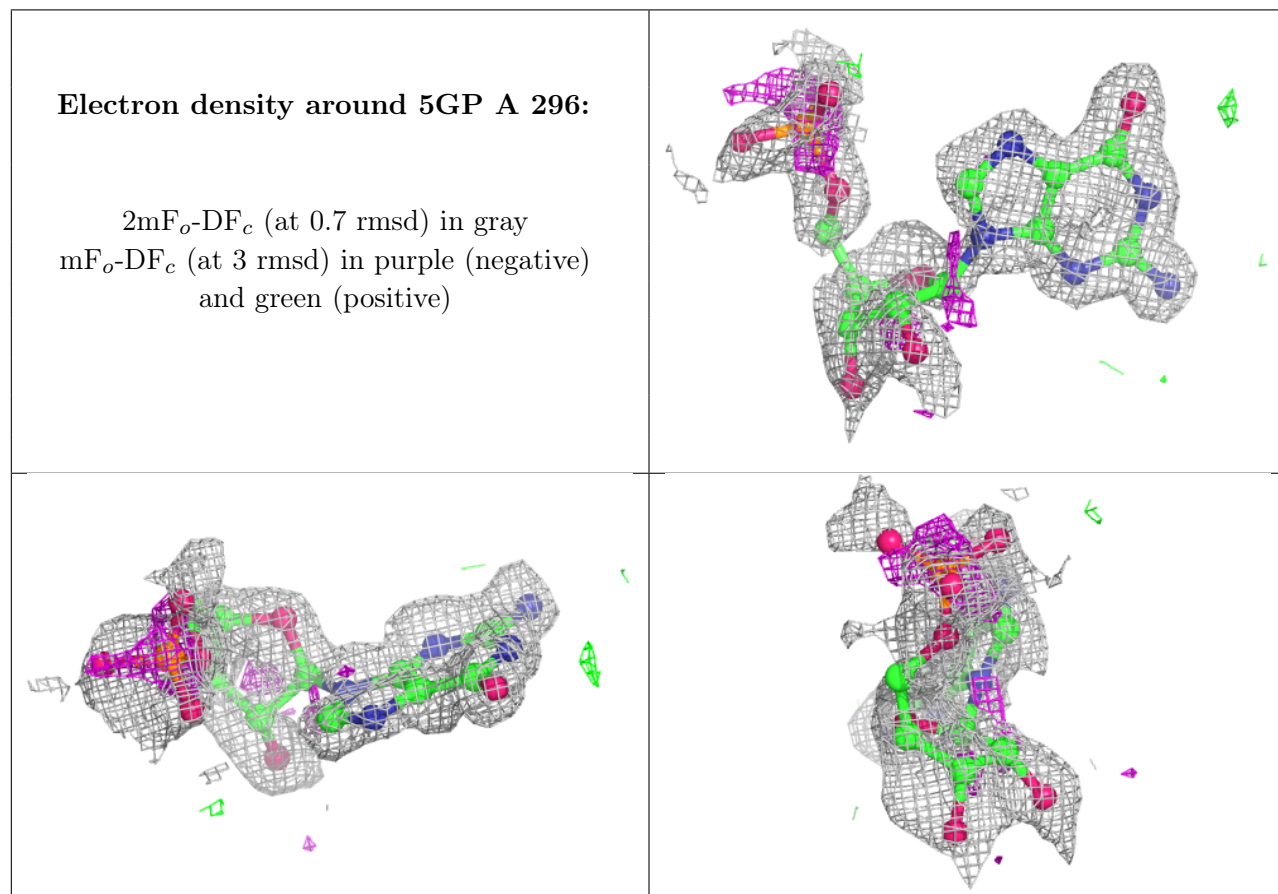 Electron density around 5GP A 296:
2mFo-DFc (at 0.7 rmsd) in gray
mFo-DFc (at 3 rmsd) in purple (negative)
and green (positive)